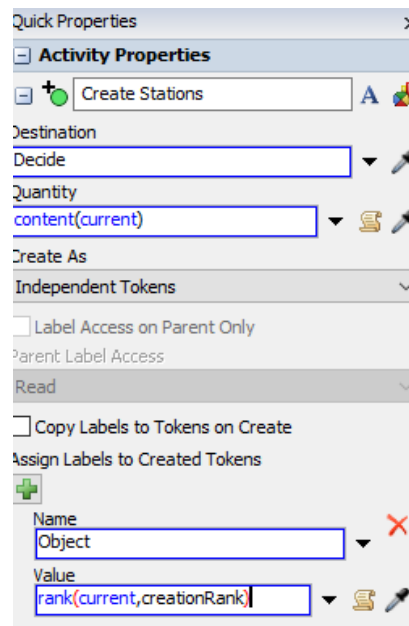 Quick Properties
Activity Properties
Create Stations
A
Destination
Decide
Quantity
content(current)
Create As
Independent Tokens
Label Access on Parent Only
Parent Label Access
Read
Copy Labels to Tokens on Create
Assign Labels to Created Tokens
Name
Object
Value
rank(current,creationRank)